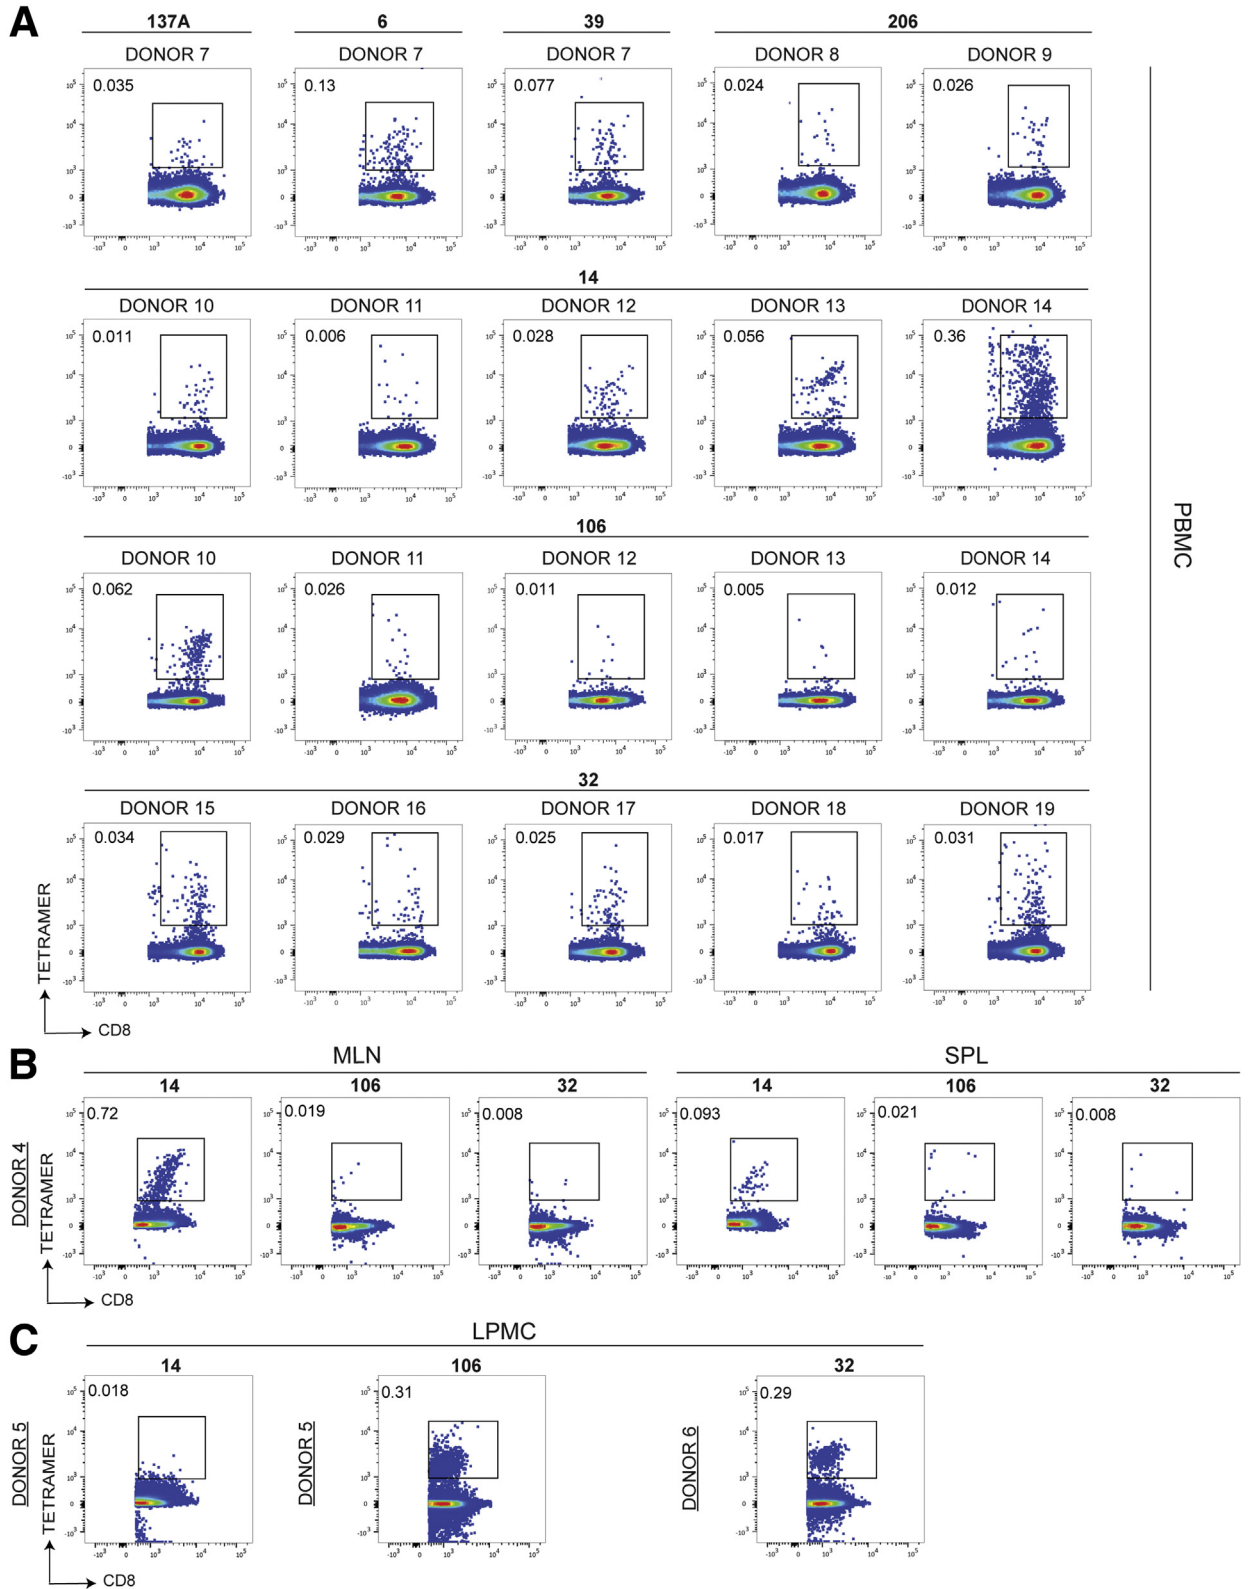 A
137A 6 39 206
DONOR 7 DONOR 7 DONOR 7 DONOR 8 DONOR 9
0.035 0.13 0.077 0.024 0.026
14
DONOR 10 DONOR 11 DONOR 12 DONOR 13 DONOR 14
0.011 0.006 0.028 0.056 0.36
106
DONOR 10 DONOR 11 DONOR 12 DONOR 13 DONOR 14
0.062 0.026 0.011 0.005 0.012
32
DONOR 15 DONOR 16 DONOR 17 DONOR 18 DONOR 19
0.034 0.029 0.025 0.017 0.031
PBMC
TETRAMER
CD8
B
MLN SPL
14 106 32 14 106 32
0.72 0.019 0.008 0.093 0.021 0.008
DONOR 4
TETRAMER
CD8
C
LPMC
14 106 32
0.018 0.31 0.29
DONOR 5 DONOR 5 DONOR 6
TETRAMER
CD8